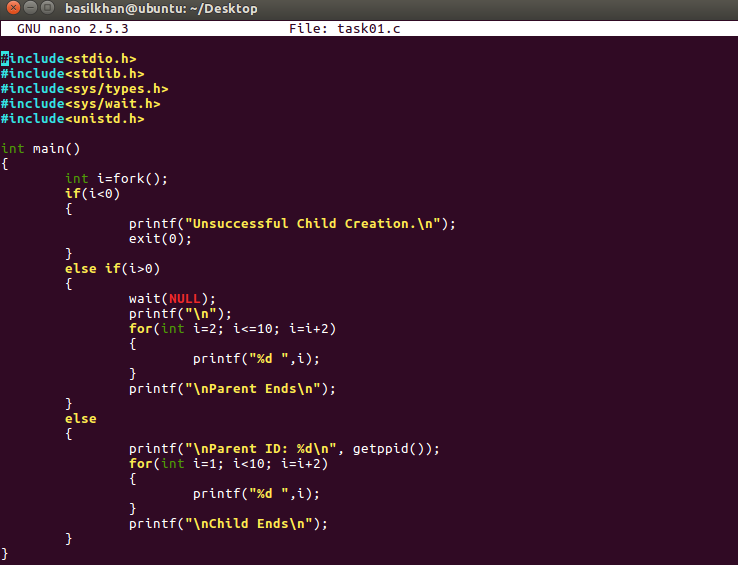 basilkhan@ubuntu: ~/Desktop
GNU nano 2.5.3 File: task01.c
#include<stdio.h>
#include<stdlib.h>
#include<sys/types.h>
#include<sys/wait.h>
#include<unistd.h>

int main()
{
        int i=fork();
        if(i<0)
        {
                printf("Unsuccessful Child Creation.\n");
                exit(0);
        }
        else if(i>0)
        {
                wait(NULL);
                printf("\n");
                for(int i=2; i<=10; i=i+2)
                {
                        printf("%d ",i);
                }
                printf("\nParent Ends\n");
        }
        else
        {
                printf("\nParent ID: %d\n", getppid());
                for(int i=1; i<10; i=i+2)
                {
                        printf("%d ",i);
                }
                printf("\nChild Ends\n");
        }
}